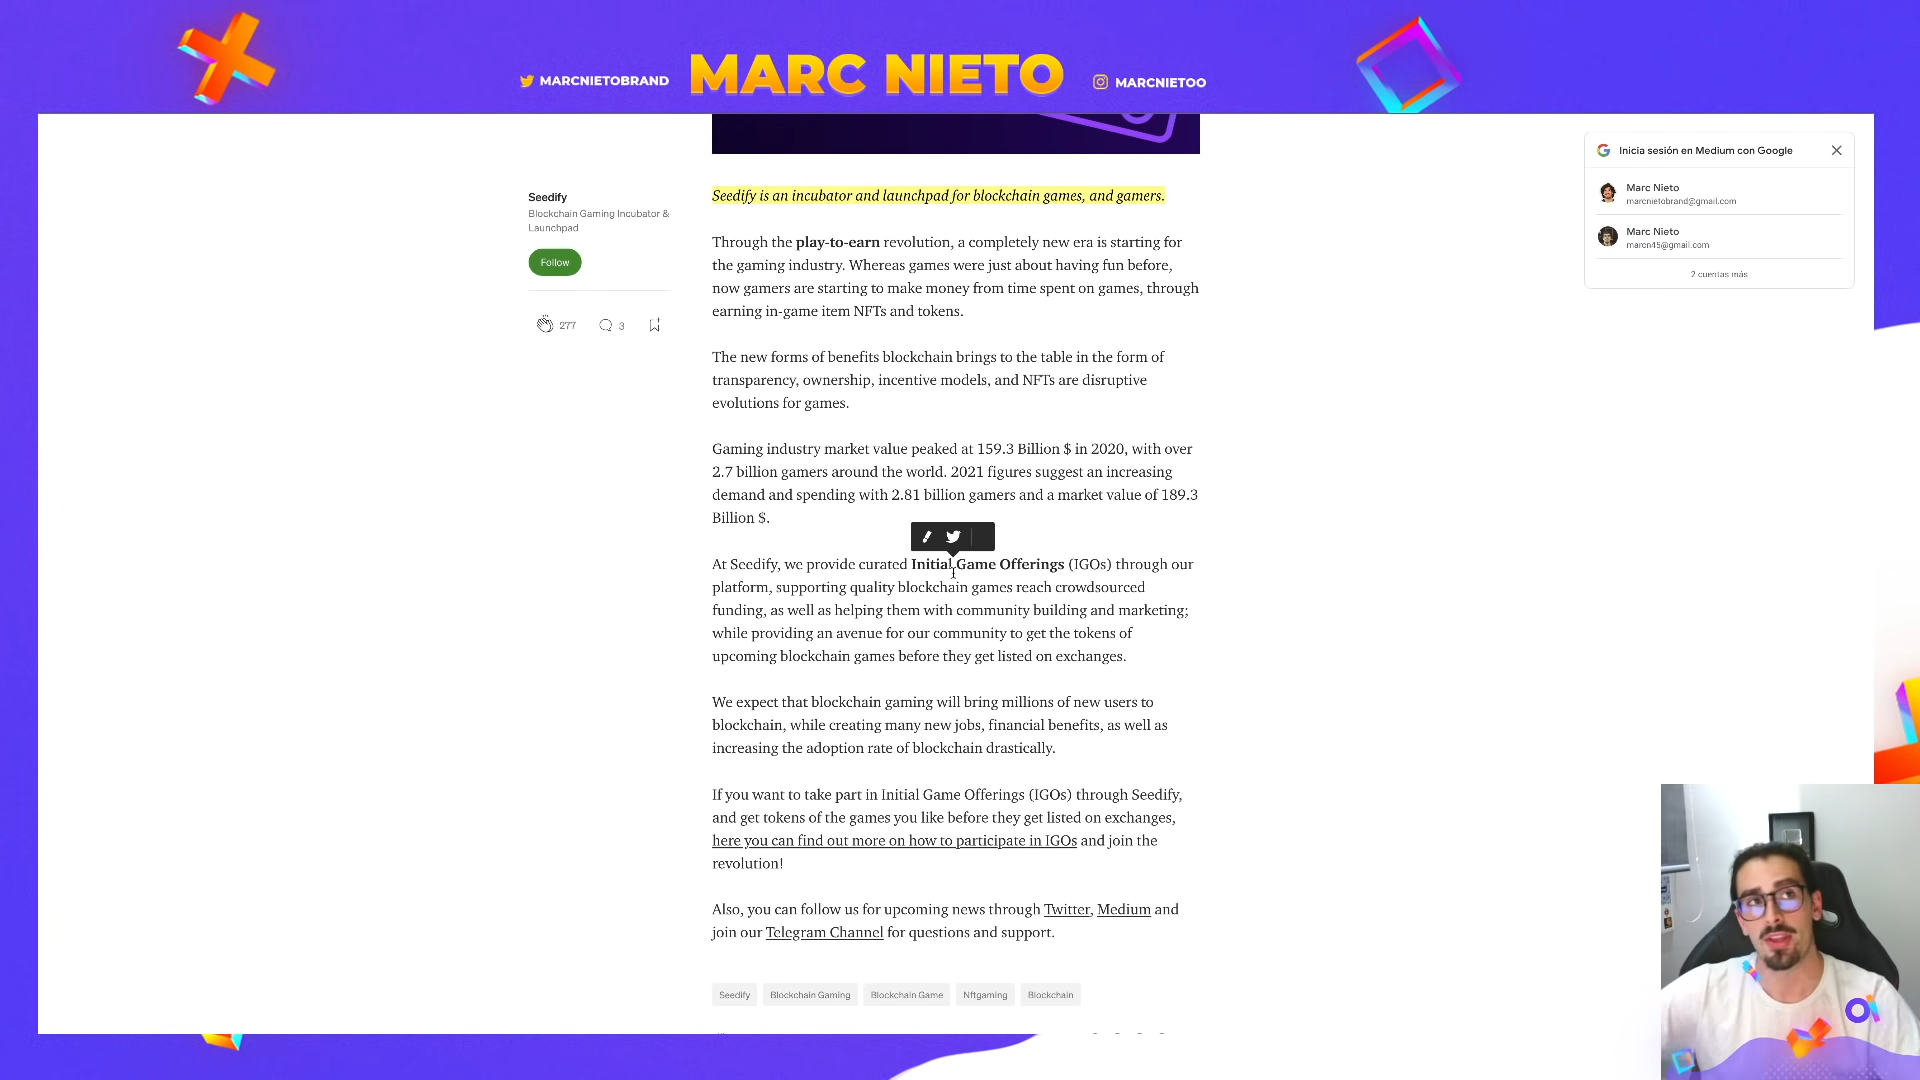 MARCNIETOBRAND
MARC NIETO
MARCNIETOO
Inicia sesión en Medium con Google
Marc Nieto
marcnietobrand@gmail.com
Marc Nieto
marcn45@gmail.com
2 cuentas más
Seedify
Blockchain Gaming Incubator &
Launchpad
Follow
277
3
Seedify is an incubator and launchpad for blockchain games, and gamers.
Through the play-to-earn revolution, a completely new era is starting for
the gaming industry. Whereas games were just about having fun before,
now gamers are starting to make money from time spent on games, through
earning in-game item NFTs and tokens.
The new forms of benefits blockchain brings to the table in the form of
transparency, ownership, incentive models, and NFTs are disruptive
evolutions for games.
Gaming industry market value peaked at 159.3 Billion $ in 2020, with over
2.7 billion gamers around the world. 2021 figures suggest an increasing
demand and spending with 2.81 billion gamers and a market value of 189.3
Billion $.
At Seedify, we provide curated Initial Game Offerings (IGOs) through our
platform, supporting quality blockchain games reach crowdsourced
funding, as well as helping them with community building and marketing;
while providing an avenue for our community to get the tokens of
upcoming blockchain games before they get listed on exchanges.
We expect that blockchain gaming will bring millions of new users to
blockchain, while creating many new jobs, financial benefits, as well as
increasing the adoption rate of blockchain drastically.
If you want to take part in Initial Game Offerings (IGOs) through Seedify,
and get tokens of the games you like before they get listed on exchanges,
here you can find out more on how to participate in IGOs and join the
revolution!
Also, you can follow us for upcoming news through Twitter, Medium and
join our Telegram Channel for questions and support.
Seedify
Blockchain Gaming
Blockchain Game
Nftgaming
Blockchain